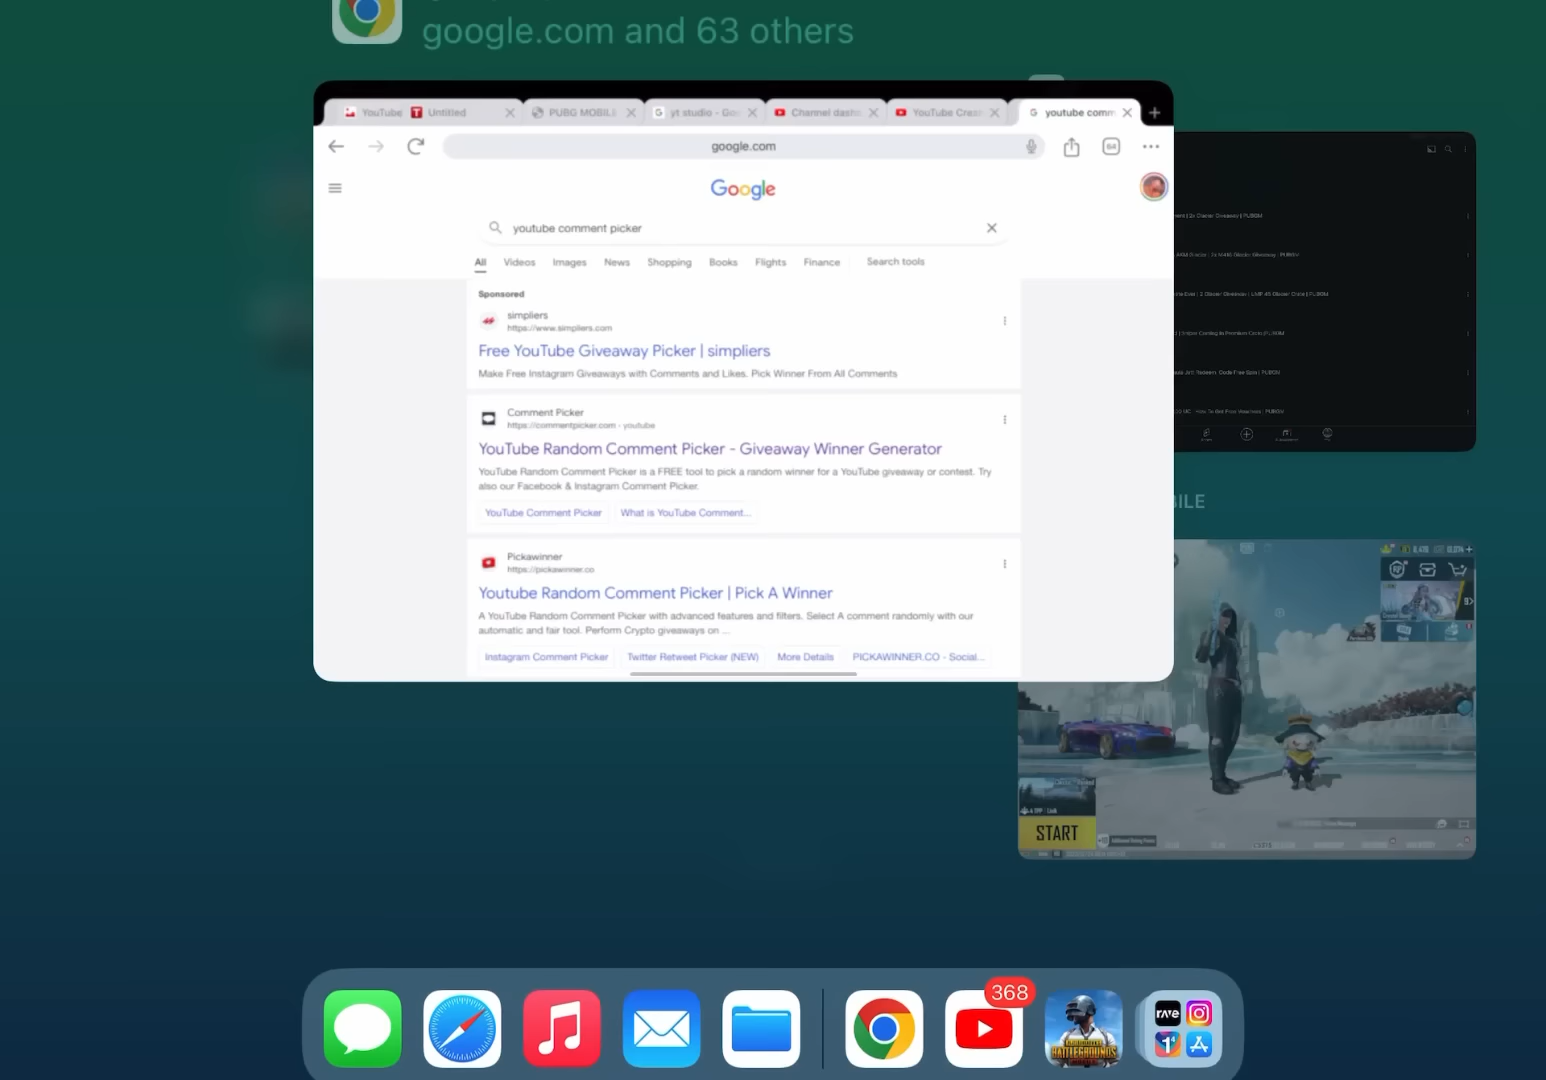 google.com and 63 others
YouTube
Untitled
PUBG MOBILE
yt studio - Goo
Channel dashb
YouTube Creat
youtube comm
google.com
64
Google
youtube comment picker
All Videos Images News Shopping Books Flights Finance Search tools
Sponsored
simpliers
https://www.simpliers.com
Free YouTube Giveaway Picker | simpliers
Make Free Instagram Giveaways with Comments and Likes. Pick Winner From All Comments
Comment Picker
https://commentpicker.com › youtube
YouTube Random Comment Picker - Giveaway Winner Generator
YouTube Random Comment Picker is a FREE tool to pick a random winner for a YouTube giveaway or contest. Try
also our Facebook & Instagram Comment Picker.
YouTube Comment Picker What is YouTube Comment...
Pickawinner
https://pickawinner.co
Youtube Random Comment Picker | Pick A Winner
A YouTube Random Comment Picker with advanced features and filters. Select A comment randomly with our
automatic and fair tool. Perform Crypto giveaways on ...
Instagram Comment Picker Twitter Retweet Picker (NEW) More Details PICKAWINNER.CO - Social...
BILE
START
368
rave
BATTLEGROUNDS